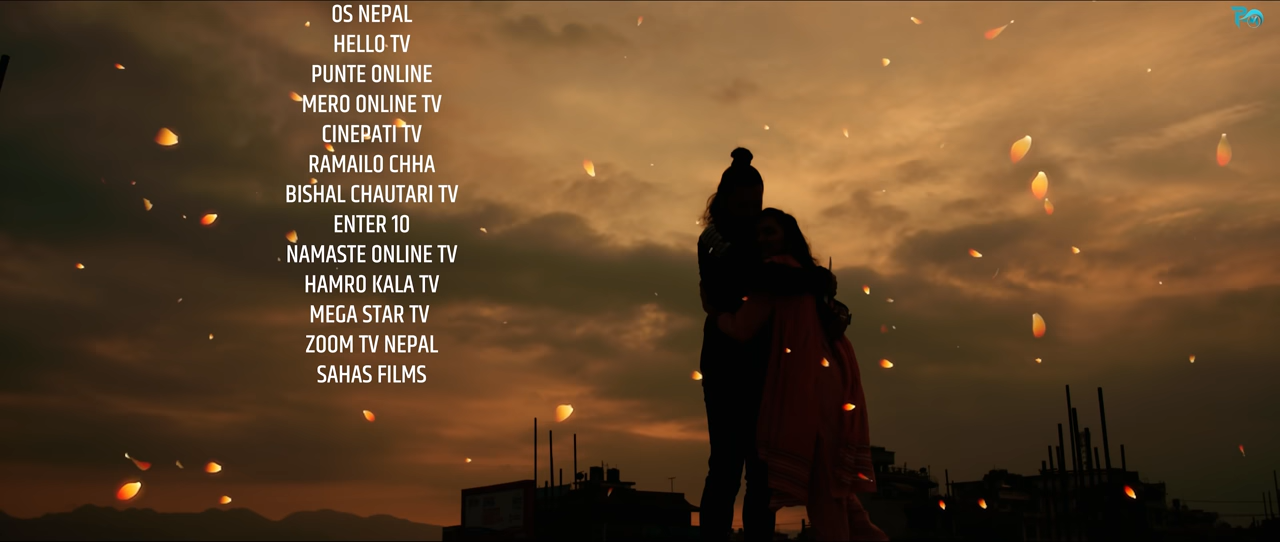 OS NEPAL
HELLO TV
PUNTE ONLINE
MERO ONLINE TV
CINEPATI TV
RAMAILO CHHA
BISHAL CHAUTARI TV
ENTER 10
NAMASTE ONLINE TV
HAMRO KALA TV
MEGA STAR TV
ZOOM TV NEPAL
SAHAS FILMS